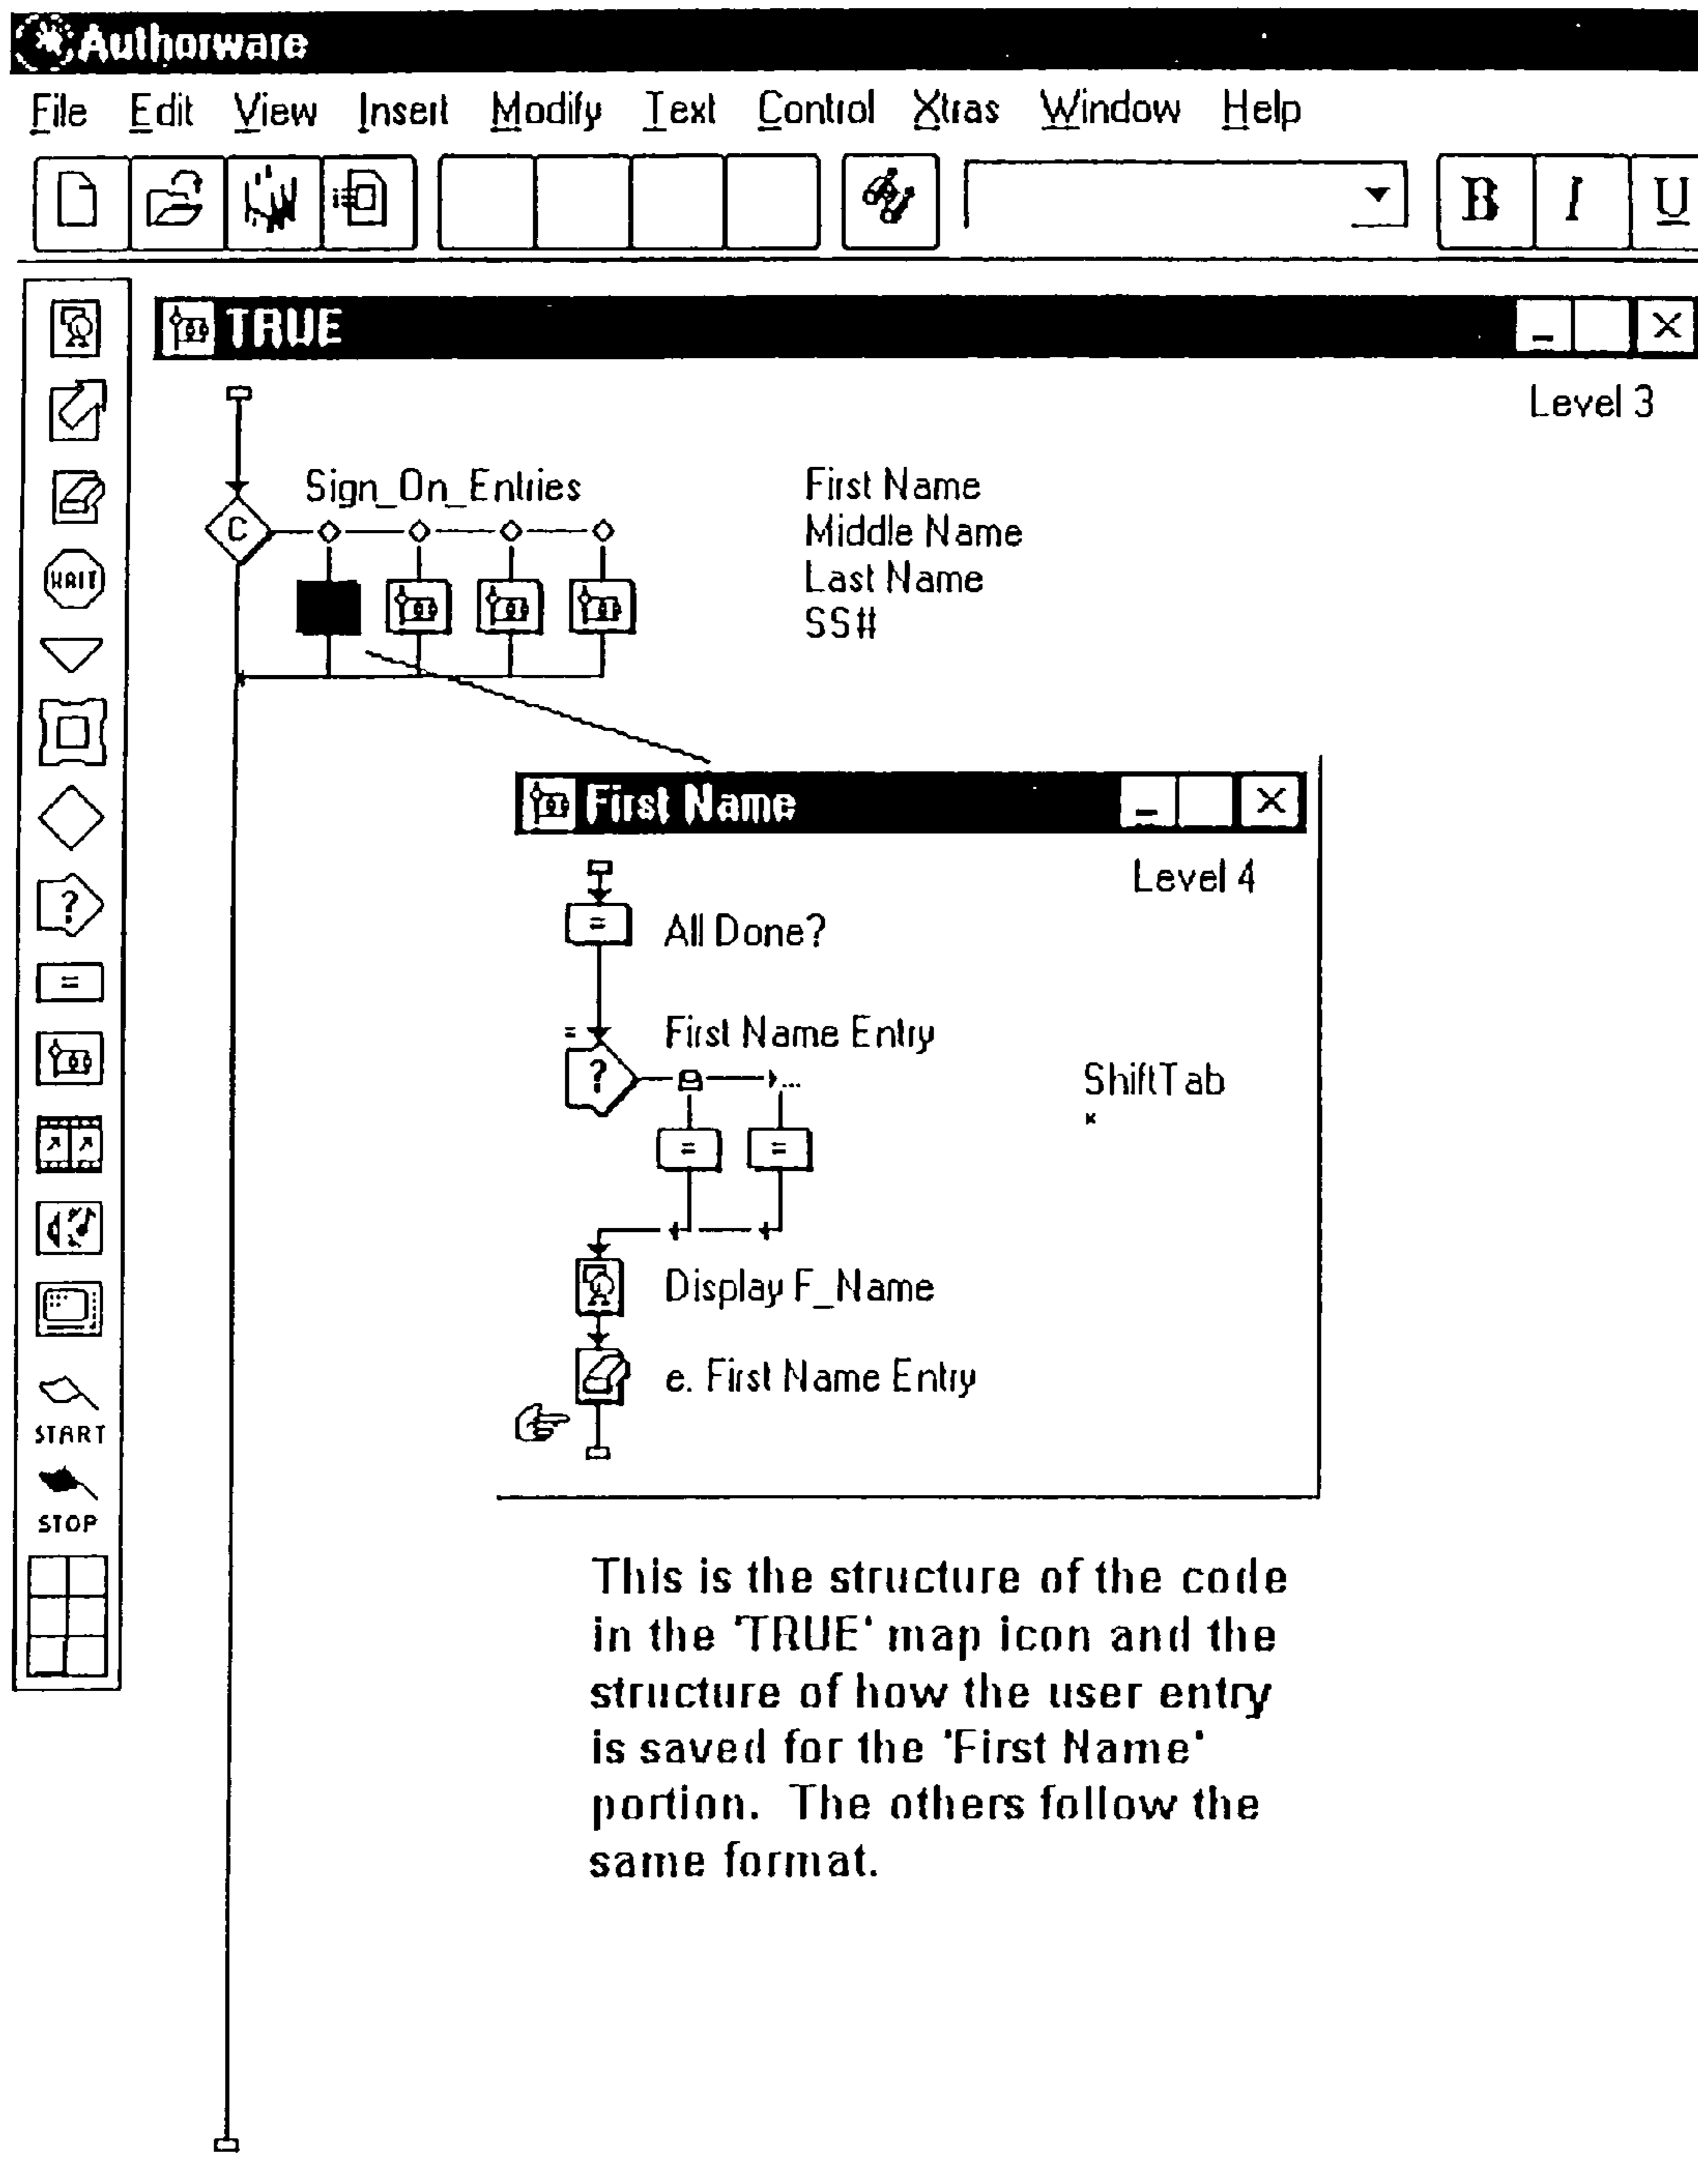 Authorware
File Edit View Insert Modify Text Control Xtras Window Help
B I U
TRUE
Level 3
Sign_On_Entries
First Name
Middle Name
Last Name
SS#
C
WAIT
First Name
Level 4
=
All Done?
= First Name Entry
?
ShiftTab
*
= =
Display F_Name
e. First Name Entry
?
=
START
STOP
This is the structure of the code
in the 'TRUE' map icon and the
structure of how the user entry
is saved for the 'First Name'
portion. The others follow the
same format.